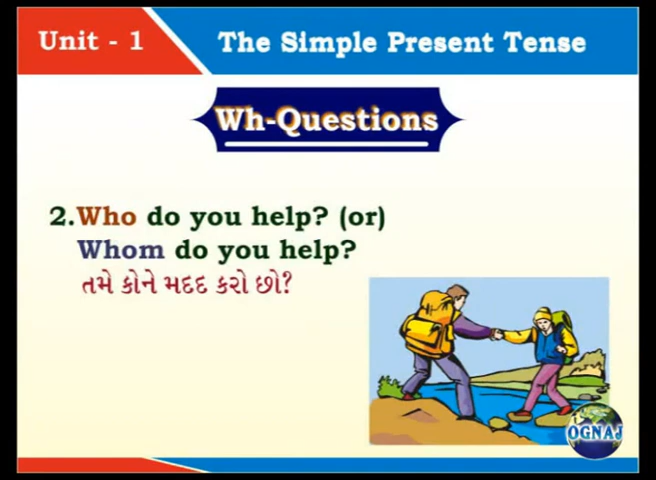 Unit - 1
The Simple Present Tense
Wh-Questions
2.Who do you help? (or)
Whom do you help?
તમે કોને મદદ કરો છો?
OGNAJ